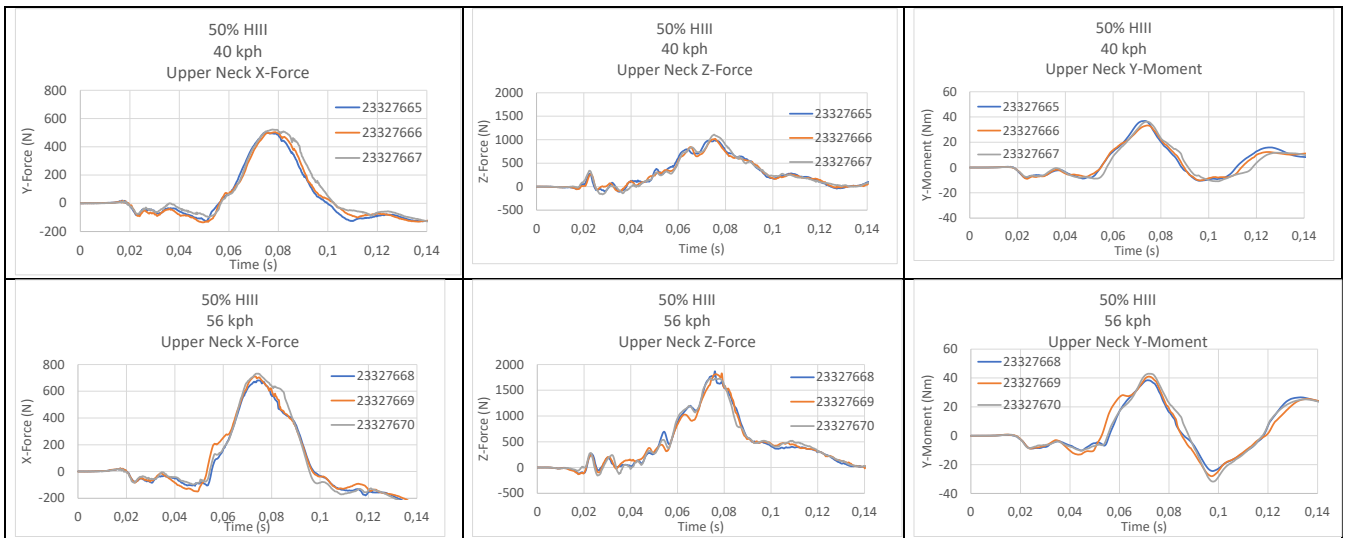 50% HIII
40 kph
Upper Neck X-Force
Y-Force (N)
800
600
400
200
0
-200
23327665
23327666
23327667
0 0,02 0,04 0,06 0,08 0,1 0,12 0,14
Time (s)
50% HIII
40 kph
Upper Neck Z-Force
Z-Force (N)
2000
1500
1000
500
0
-500
23327665
23327666
23327667
0 0,02 0,04 0,06 0,08 0,1 0,12 0,14
Time (s)
50% HIII
40 kph
Upper Neck Y-Moment
Y-Moment (Nm)
60
40
20
0
-20
-40
23327665
23327666
23327667
0 0,02 0,04 0,06 0,08 0,1 0,12 0,14
Time (s)
50% HIII
56 kph
Upper Neck X-Force
X-Force (N)
800
600
400
200
0
-200
23327668
23327669
23327670
0 0,02 0,04 0,06 0,08 0,1 0,12 0,14
Time (s)
50% HIII
56 kph
Upper Neck Z-Force
Z-Force (N)
2000
1500
1000
500
0
-500
23327668
23327669
23327670
0 0,02 0,04 0,06 0,08 0,1 0,12 0,14
Time (s)
50% HIII
56 kph
Upper Neck Y-Moment
Y-Moment (Nm)
60
40
20
0
-20
-40
23327668
23327669
23327670
0 0,02 0,04 0,06 0,08 0,1 0,12 0,14
Time (s)